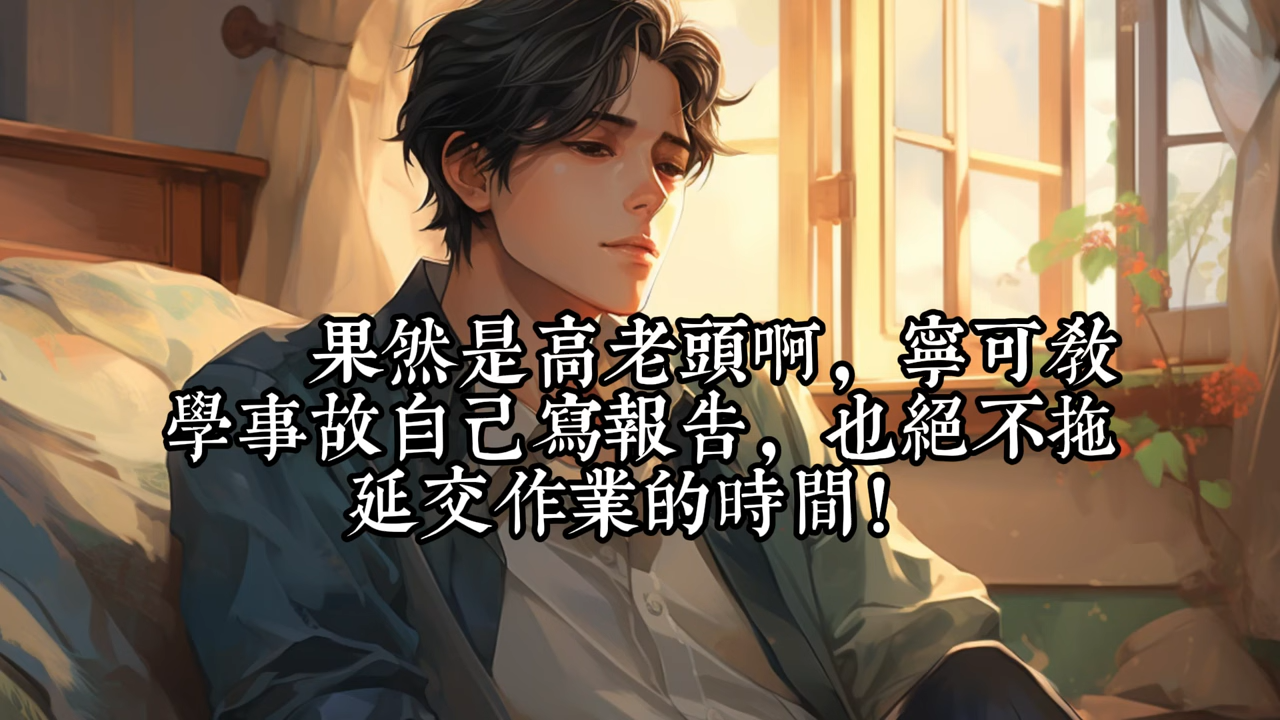 果然是高老頭啊，寧可教
學事故自己寫報告，也絕不拖
延交作業的時間！